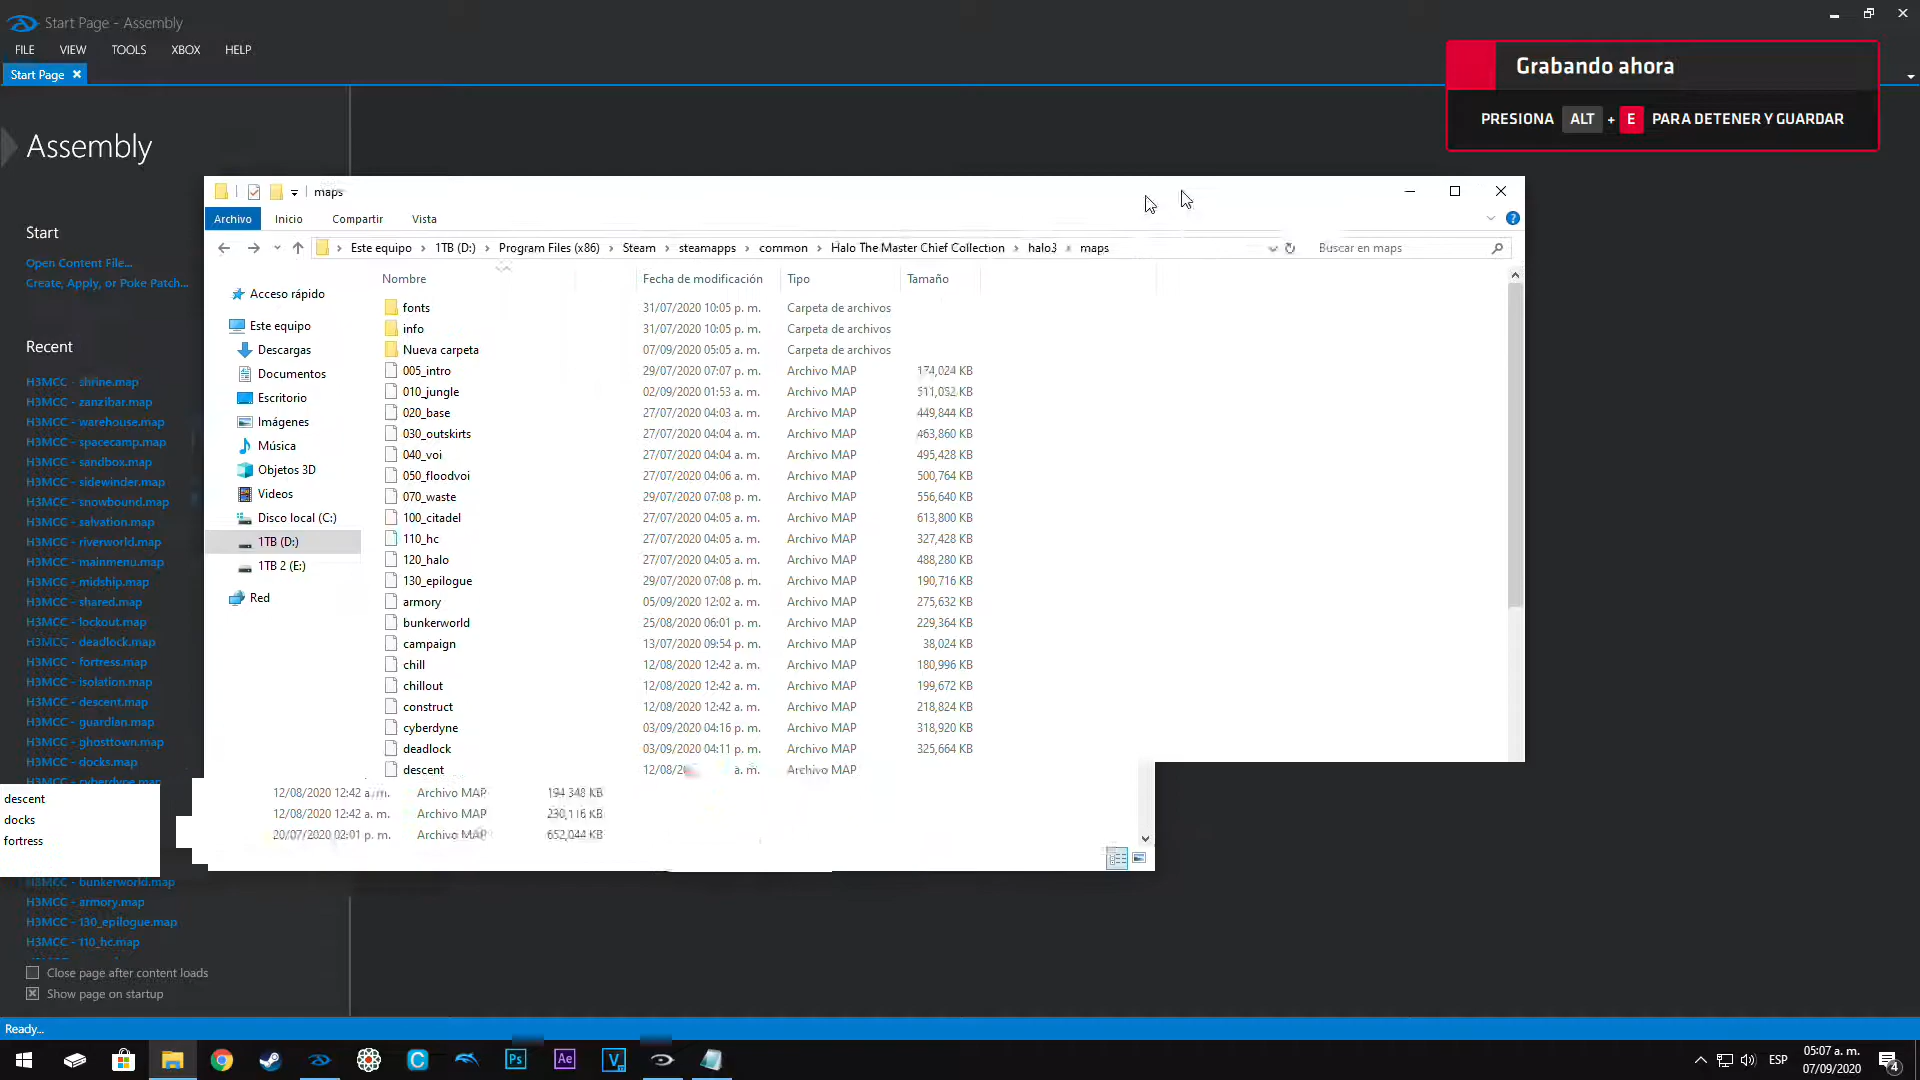 Start Page - Assembly
FILE VIEW TOOLS XBOX HELP
Start Page
Grabando ahora
PRESIONA ALT + E PARA DETENER Y GUARDAR
Assembly
Start
Open Content File...
Create, Apply, or Poke Patch...
Recent
H3MCC - shrine.map
H3MCC - zanzibar.map
H3MCC - warehouse.map
H3MCC - spacecamp.map
H3MCC - sandbox.map
H3MCC - sidewinder.map
H3MCC - snowbound.map
H3MCC - salvation.map
H3MCC - riverworld.map
H3MCC - mainmenu.map
H3MCC - midship.map
H3MCC - shared.map
H3MCC - lockout.map
H3MCC - deadlock.map
H3MCC - fortress.map
H3MCC - isolation.map
H3MCC - descent.map
H3MCC - guardian.map
H3MCC - ghosttown.map
H3MCC - docks.map
H3MCC - cyberdyne.map
descent
docks
fortress
H3MCC - bunkerworld.map
H3MCC - armory.map
H3MCC - 130_epilogue.map
H3MCC - 110_hc.map
Close page after content loads
Show page on startup
maps
Archivo Inicio Compartir Vista
Este equipo 1TB (D:) Program Files (x86) Steam steamapps common Halo The Master Chief Collection halo3 maps
Buscar en maps
Acceso rápido
Este equipo
Descargas
Documentos
Escritorio
Imágenes
Música
Objetos 3D
Videos
Disco local (C:)
1TB (D:)
1TB 2 (E:)
Red
Nombre Fecha de modificación Tipo Tamaño
fonts 31/07/2020 10:05 p. m. Carpeta de archivos
info 31/07/2020 10:05 p. m. Carpeta de archivos
Nueva carpeta 07/09/2020 05:05 a. m. Carpeta de archivos
005_intro 29/07/2020 07:07 p. m. Archivo MAP 174,024 KB
010_jungle 02/09/2020 01:53 a. m. Archivo MAP 511,052 KB
020_base 27/07/2020 04:03 a. m. Archivo MAP 449,844 KB
030_outskirts 27/07/2020 04:04 a. m. Archivo MAP 463,860 KB
040_voi 27/07/2020 04:04 a. m. Archivo MAP 495,428 KB
050_floodvoi 27/07/2020 04:06 a. m. Archivo MAP 500,764 KB
070_waste 29/07/2020 07:08 p. m. Archivo MAP 556,640 KB
100_citadel 27/07/2020 04:05 a. m. Archivo MAP 613,800 KB
110_hc 27/07/2020 04:05 a. m. Archivo MAP 327,428 KB
120_halo 27/07/2020 04:05 a. m. Archivo MAP 488,280 KB
130_epilogue 29/07/2020 07:08 p. m. Archivo MAP 190,716 KB
armory 05/09/2020 12:02 a. m. Archivo MAP 275,632 KB
bunkerworld 25/08/2020 06:01 p. m. Archivo MAP 229,364 KB
campaign 13/07/2020 09:54 p. m. Archivo MAP 38,024 KB
chill 12/08/2020 12:42 a. m. Archivo MAP 180,996 KB
chillout 12/08/2020 12:42 a. m. Archivo MAP 199,672 KB
construct 12/08/2020 12:42 a. m. Archivo MAP 218,824 KB
cyberdyne 03/09/2020 04:16 p. m. Archivo MAP 318,920 KB
deadlock 03/09/2020 04:11 p. m. Archivo MAP 325,664 KB
descent a. m. Archivo MAP
12/08/2020 12:42 a. m. Archivo MAP 194,348 KB
12/08/2020 12:42 a. m. Archivo MAP 230,116 KB
20/07/2020 02:01 p. m. Archivo MAP 652,044 KB
Ready...
Ps Ae V
ESP
05:07 a. m.
07/09/2020
4